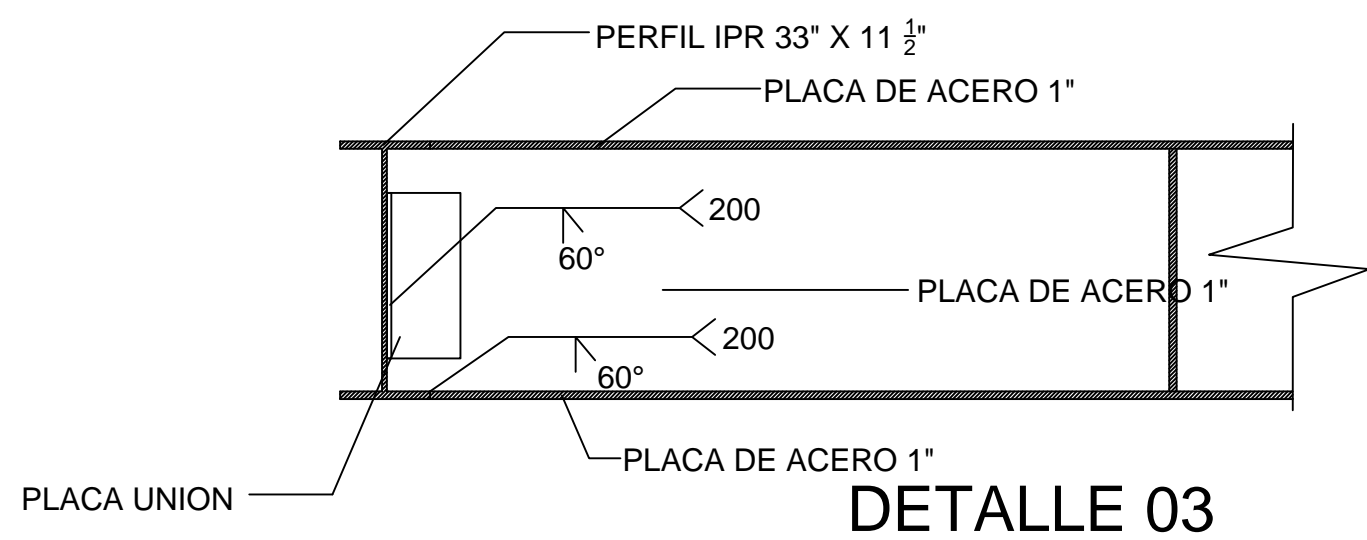 PERFIL IPR 33" X 11 ½"
PLACA DE ACERO 1"
200
60°
PLACA DE ACERO 1"
200
60°
PLACA DE ACERO 1"
PLACA UNION
DETALLE 03